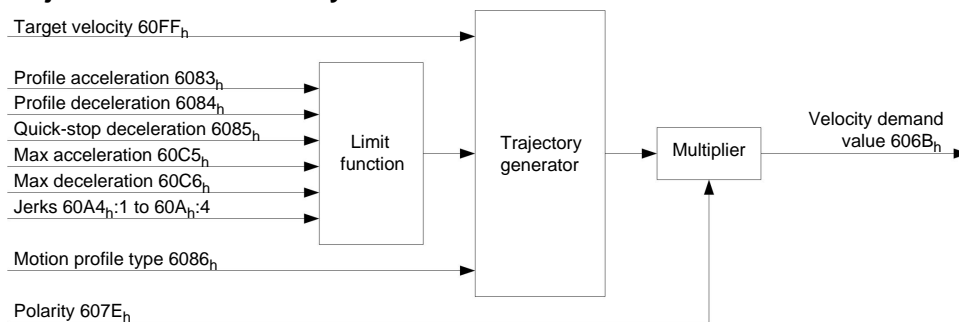 Target velocity 60FFh
Profile acceleration 6083h
Profile deceleration 6084h
Quick-stop deceleration 6085h
Max acceleration 60C5h
Max deceleration 60C6h
Jerks 60A4h:1 to 60Ah:4
Limit
function
Trajectory
generator
Multiplier
Velocity demand
value 606Bh
Motion profile type 6086h
Polarity 607Eh